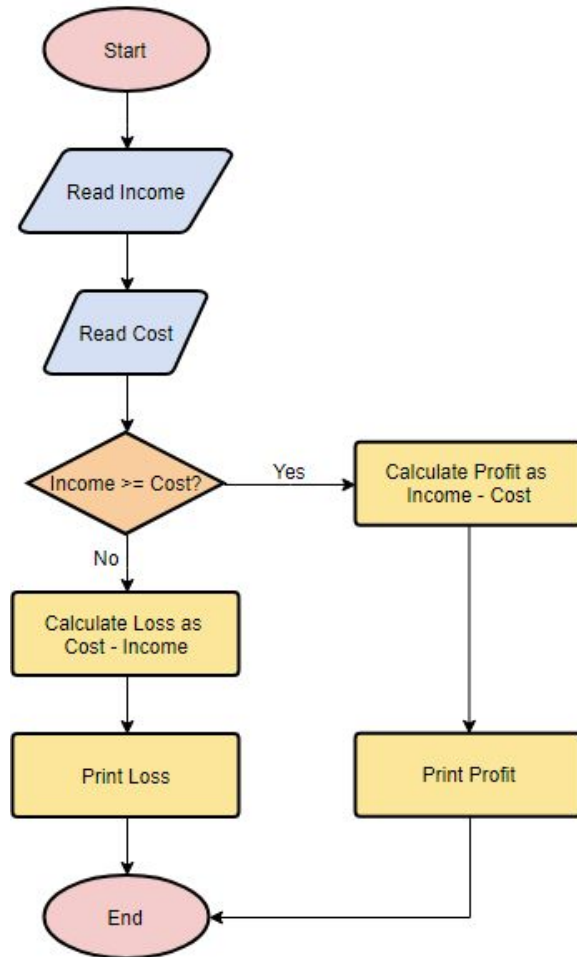 Start
Read Income
Read Cost
Income >= Cost?
Yes
Calculate Profit as
Income - Cost
No
Calculate Loss as
Cost - Income
Print Loss
Print Profit
End